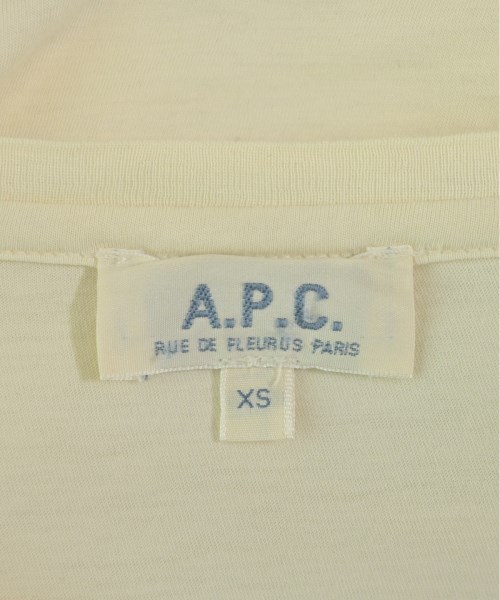 A.P.C.
RUE DE FLEURUS PARIS
XS